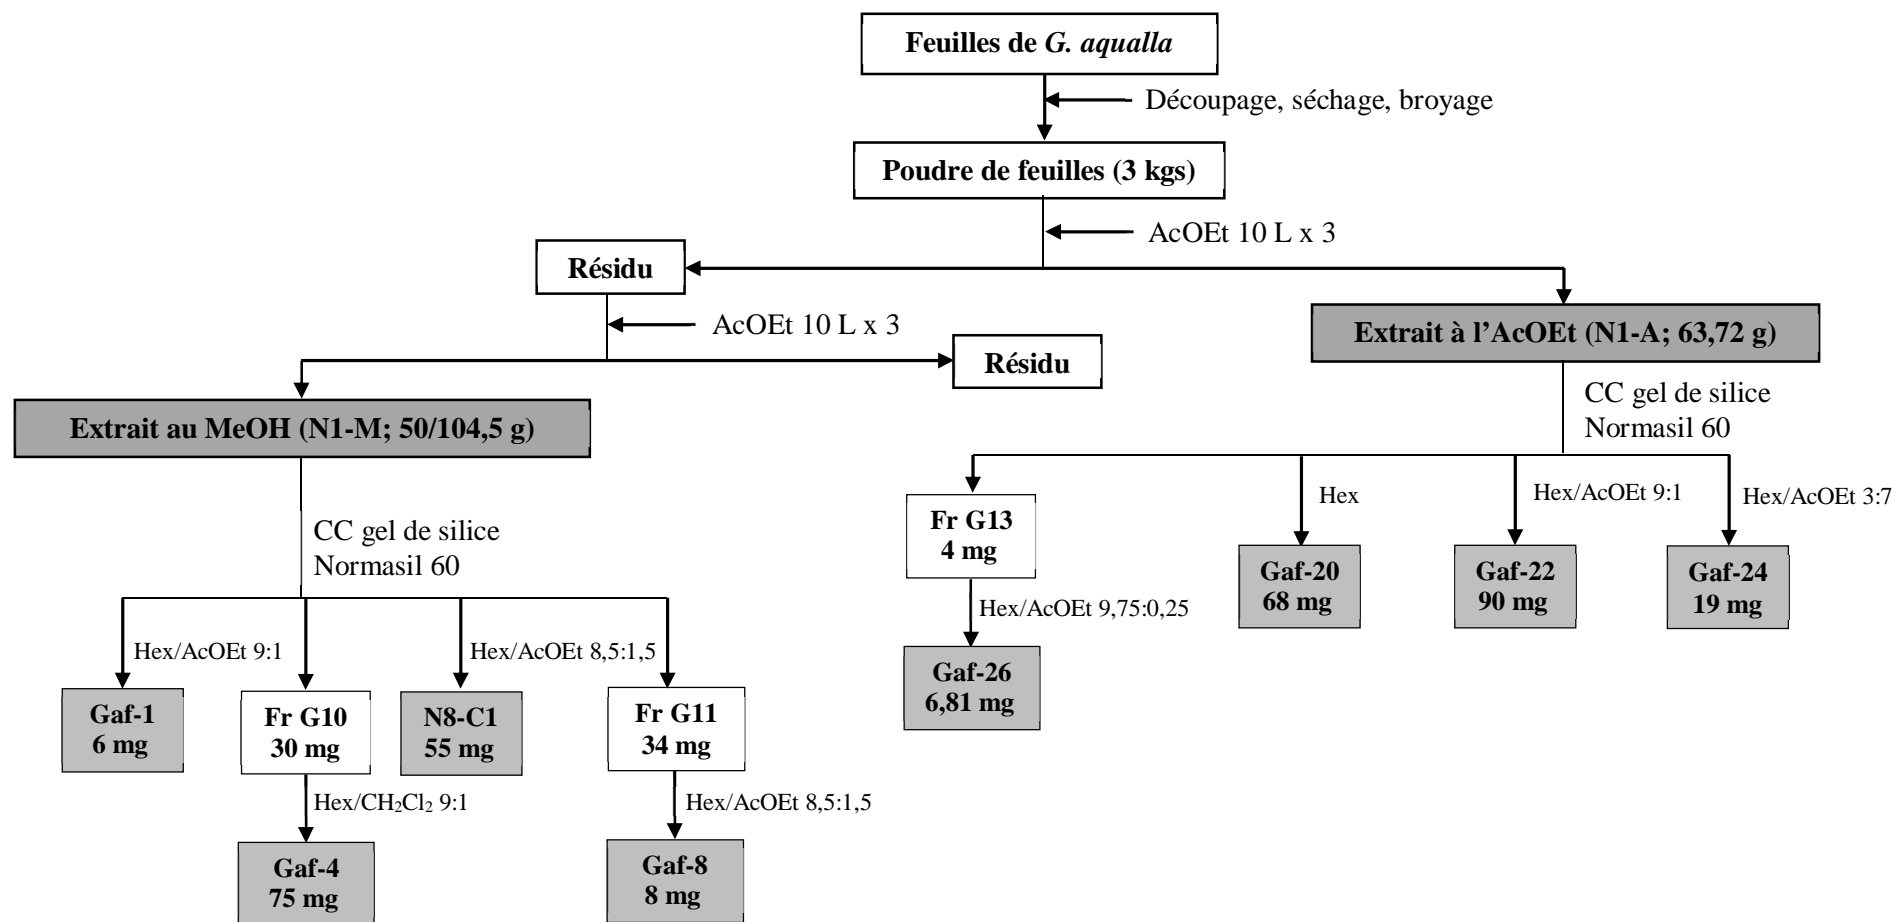 Feuilles de G. aqualla
Découpage, séchage, broyage
Poudre de feuilles (3 kgs)
AcOEt 10 L x 3
Résidu
AcOEt 10 L x 3
Résidu
Extrait à l’AcOEt (N1-A; 63,72 g)
Extrait au MeOH (N1-M; 50/104,5 g)
CC gel de silice
Normasil 60
CC gel de silice
Normasil 60
Fr G13
4 mg
Hex
Hex/AcOEt 9:1
Hex/AcOEt 3:7
Gaf-20
68 mg
Gaf-22
90 mg
Gaf-24
19 mg
Hex/AcOEt 9,75:0,25
Gaf-26
6,81 mg
Hex/AcOEt 9:1
Hex/AcOEt 8,5:1,5
Gaf-1
6 mg
Fr G10
30 mg
N8-C1
55 mg
Fr G11
34 mg
Hex/CH₂Cl₂ 9:1
Hex/AcOEt 8,5:1,5
Gaf-4
75 mg
Gaf-8
8 mg